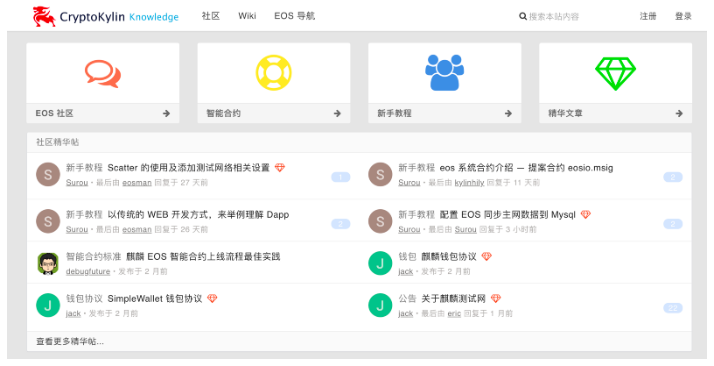 CryptoKylin Knowledge 社区 Wiki EOS 导航 搜索本站内容 注册 登录
EOS 社区 智能合约 新手教程 精华文章
社区精华帖
S 新手教程 Scatter 的使用及添加测试网络相关设置
Surou • 最后由 eosman 回复于 27 天前 1
S 新手教程 eos 系统合约介绍 — 提案合约 eosio.msig
Surou • 最后由 kylinhily 回复于 11 天前 2
S 新手教程 以传统的 WEB 开发方式，来举例理解 Dapp
Surou • 最后由 eosman 回复于 26 天前 2
S 新手教程 配置 EOS 同步主网数据到 Mysql
Surou • 最后由 Surou 回复于 3 小时前
智能合约标准 麒麟 EOS 智能合约上线流程最佳实践
debugfuture • 发布于 2 月前
J 钱包 麒麟钱包协议
jack • 发布于 2 月前
J 钱包协议 SimpleWallet 钱包协议
jack • 发布于 2 月前
J 公告 关于麒麟测试网
jack • 最后由 eric 回复于 1 月前 22
查看更多精华帖...